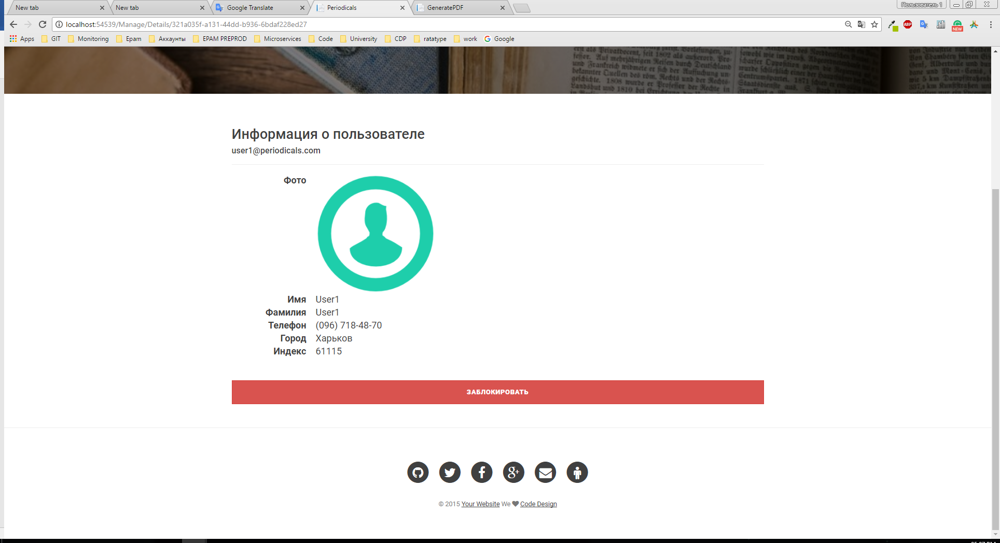 New tab
New tab
Google Translate
Periodicals
GeneratePDF
Пользователь 1
localhost:54539/Manage/Details/321a035f-a131-44dd-b936-6bdaf228ed27
ABP
NEW
Apps
GIT
Monitoring
Epam
Аккаунты
EPAM PREPROD
Microservices
Code
University
CDP
ratatype
work
Google
Информация о пользователе
user1@periodicals.com
Фото
Имя User1
Фамилия User1
Телефон (096) 718-48-70
Город Харьков
Индекс 61115
ЗАБЛОКИРОВАТЬ
© 2015 Your Website We Code Design